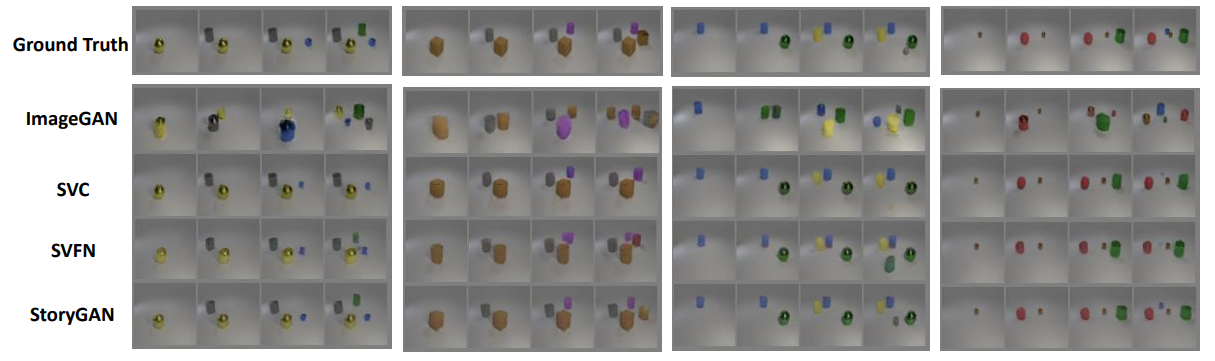 Ground Truth
ImageGAN
SVC
SVFN
StoryGAN